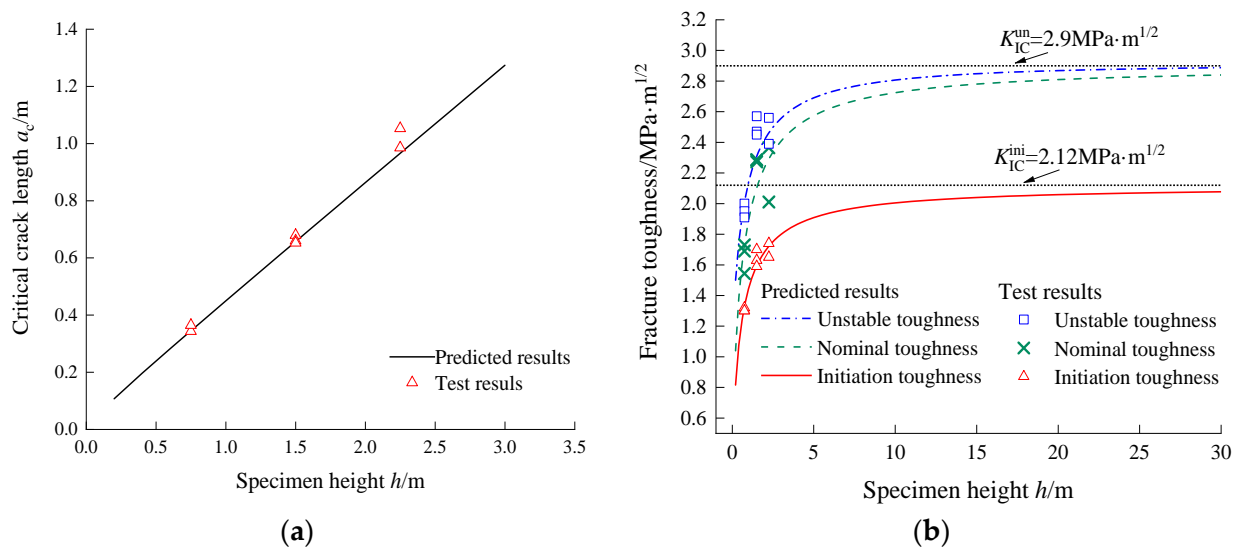 1.4
1.2
1.0
0.8
0.6
0.4
0.2
0.0
Critical crack length a_c/m
Predicted results
Test resuls
0.0 0.5 1.0 1.5 2.0 2.5 3.0 3.5
Specimen height h/m
(a)
3.2
3.0
2.8
2.6
2.4
2.2
2.0
1.8
1.6
1.4
1.2
1.0
0.8
0.6
Fracture toughness/MPa·m^{1/2}
K_{IC}^{un}=2.9MPa·m^{1/2}
K_{IC}^{ini}=2.12MPa·m^{1/2}
Predicted results Test results
Unstable toughness Unstable toughness
Nominal toughness Nominal toughness
Initiation toughness Initiation toughness
0 5 10 15 20 25 30
Specimen height h/m
(b)